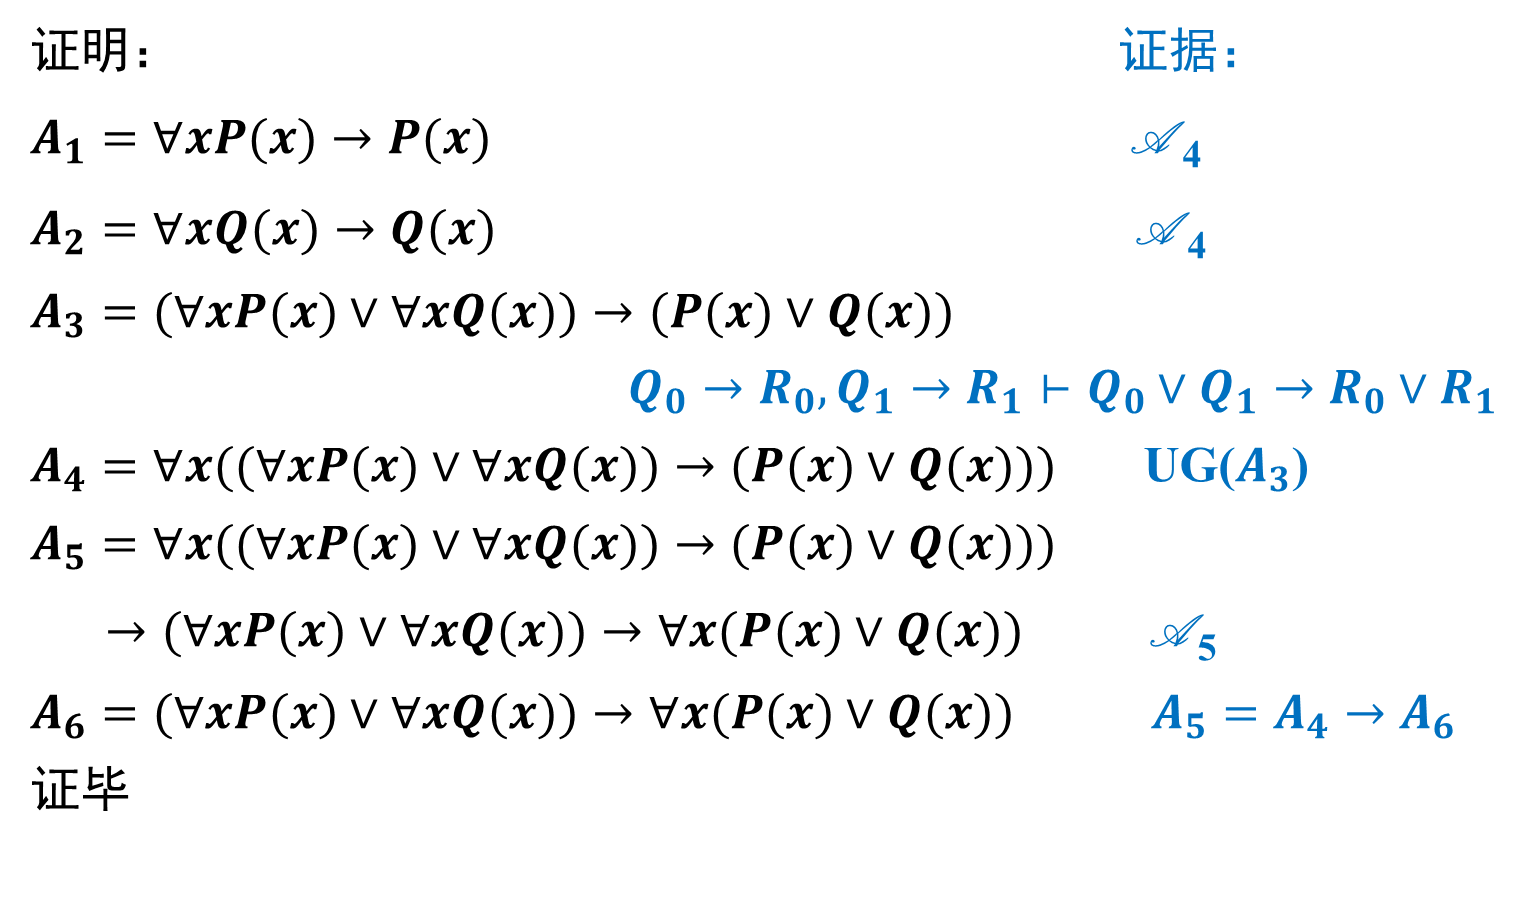 证明： 证据：
A₁ = ∀xP(x) → P(x) 𝒜₄
A₂ = ∀xQ(x) → Q(x) 𝒜₄
A₃ = (∀xP(x) ∨ ∀xQ(x)) → (P(x) ∨ Q(x))
Q₀ → R₀, Q₁ → R₁ ⊢ Q₀ ∨ Q₁ → R₀ ∨ R₁
A₄ = ∀x((∀xP(x) ∨ ∀xQ(x)) → (P(x) ∨ Q(x))) UG(A₃)
A₅ = ∀x((∀xP(x) ∨ ∀xQ(x)) → (P(x) ∨ Q(x)))
→ (∀xP(x) ∨ ∀xQ(x)) → ∀x(P(x) ∨ Q(x)) 𝒜₅
A₆ = (∀xP(x) ∨ ∀xQ(x)) → ∀x(P(x) ∨ Q(x)) A₅ = A₄ → A₆
证毕